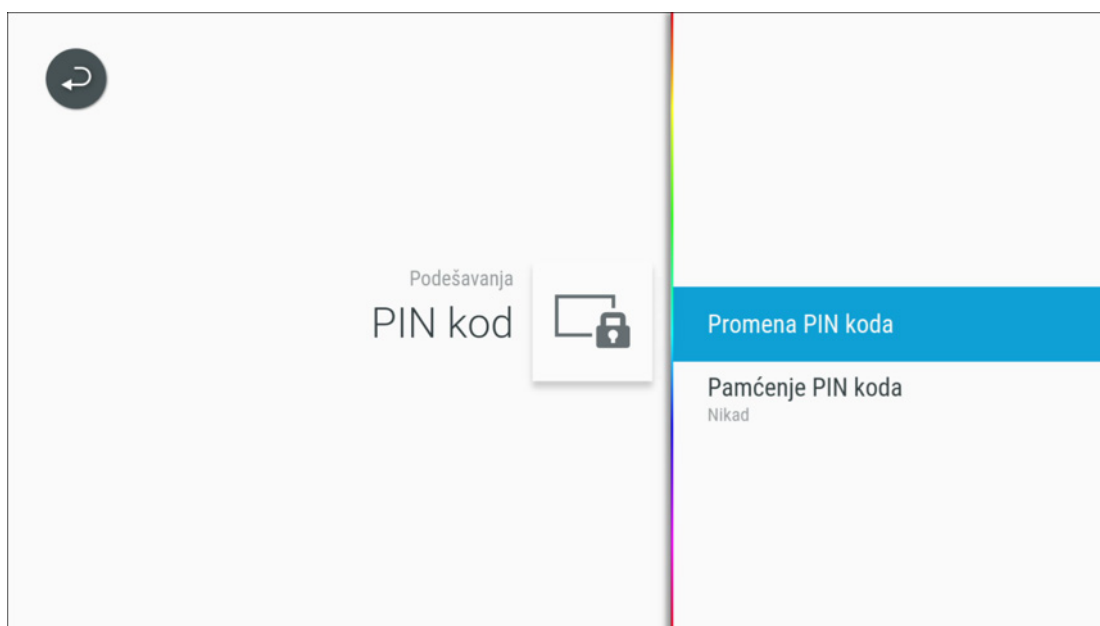 Podešavanja
PIN kod
Promena PIN koda
Pamćenje PIN koda
Nikad